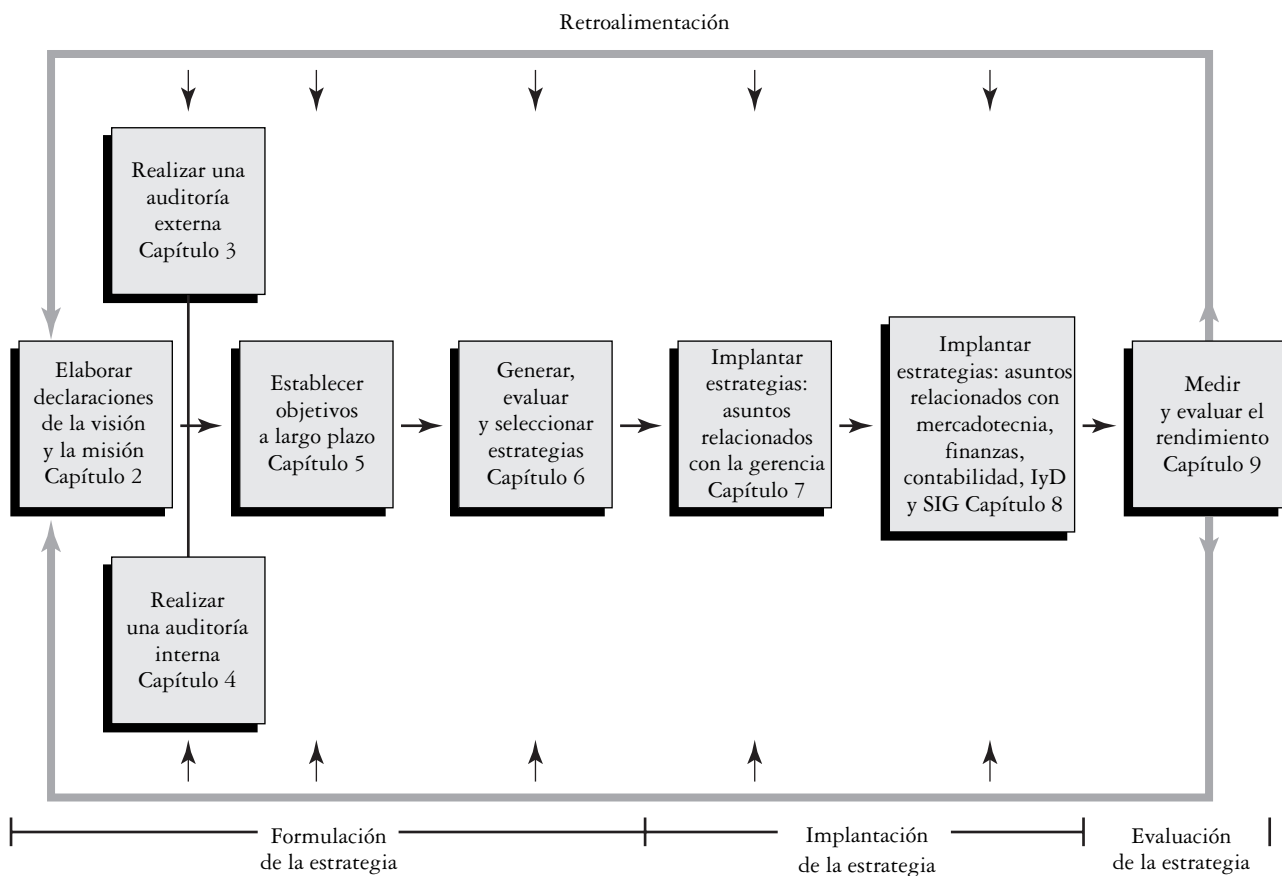 Retroalimentación
Realizar una
auditoría
externa
Capítulo 3
Elaborar
declaraciones
de la visión
y la misión
Capítulo 2
Establecer
objetivos
a largo plazo
Capítulo 5
Generar,
evaluar
y seleccionar
estrategias
Capítulo 6
Implantar
estrategias:
asuntos
relacionados
con la gerencia
Capítulo 7
Implantar
estrategias: asuntos
relacionados con
mercadotecnia,
finanzas,
contabilidad, IyD
y SIG Capítulo 8
Medir
y evaluar el
rendimiento
Capítulo 9
Realizar
una auditoría
interna
Capítulo 4
Formulación
de la estrategia
Implantación
de la estrategia
Evaluación
de la estrategia